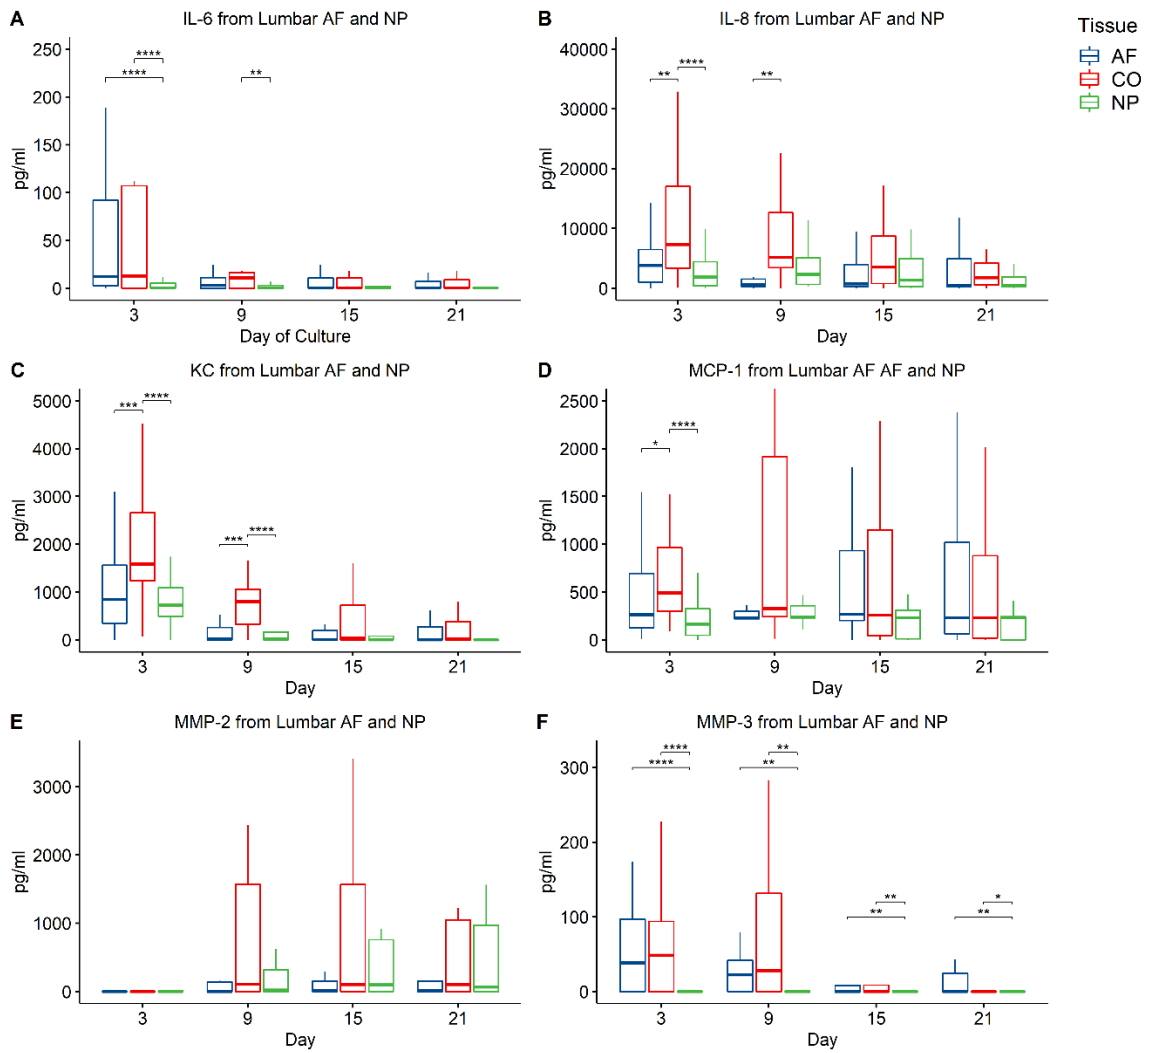 A
IL-6 from Lumbar AF and NP
250
200
150
100
50
0
pg/ml
****
****
**
3 9 15 21
Day of Culture
B
IL-8 from Lumbar AF and NP
40000
30000
20000
10000
0
pg/ml
** **** **
3 9 15 21
Day
Tissue
AF
CO
NP
C
KC from Lumbar AF and NP
5000
4000
3000
2000
1000
0
pg/ml
*** ****
*** ****
3 9 15 21
Day
D
MCP-1 from Lumbar AF AF and NP
2500
2000
1500
1000
500
0
pg/ml
****
*
3 9 15 21
Day
E
MMP-2 from Lumbar AF and NP
3000
2000
1000
0
pg/ml
3 9 15 21
Day
F
MMP-3 from Lumbar AF and NP
300
200
100
0
pg/ml
**** **
**** **
** *
** **
3 9 15 21
Day